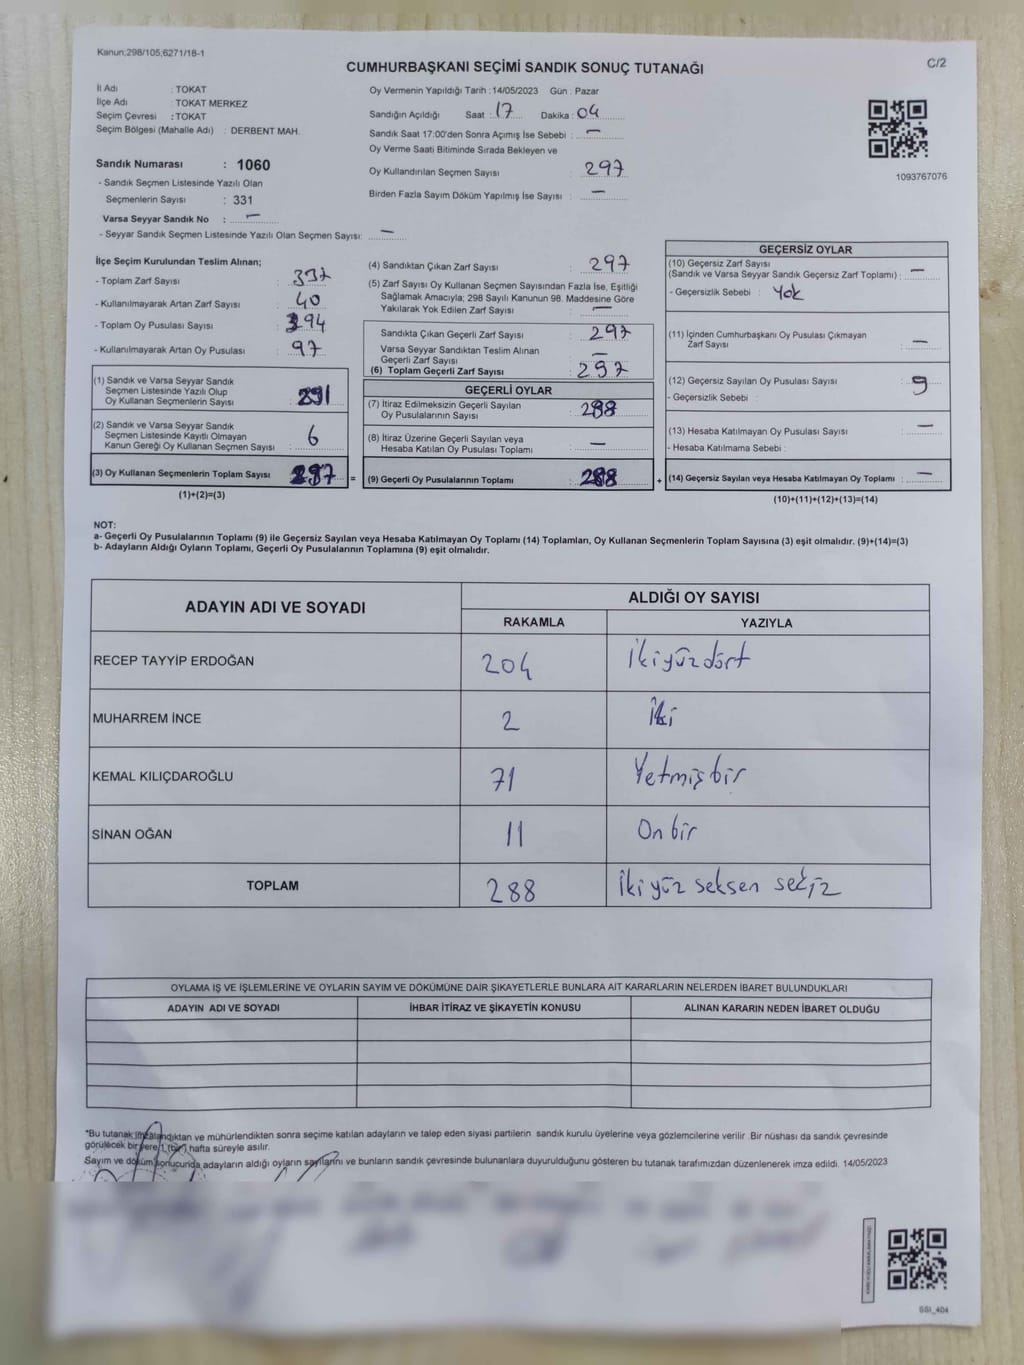 Kanun;298/105;6271/18-1
C/2
CUMHURBAŞKANI SEÇİMİ SANDIK SONUÇ TUTANAĞI
İl Adı : TOKAT
İlçe Adı : TOKAT MERKEZ
Seçim Çevresi : TOKAT
Seçim Bölgesi (Mahalle Adı) : DERBENT MAH.
Sandık Numarası : 1060
- Sandık Seçmen Listesinde Yazılı Olan
Seçmenlerin Sayısı : 331
Varsa Seyyar Sandık No : —
- Seyyar Sandık Seçmen Listesinde Yazılı Olan Seçmen Sayısı: —
Oy Vermenin Yapıldığı Tarih :14/05/2023 Gün : Pazar
Sandığın Açıldığı Saat : 17 Dakika : 04
Sandık Saat 17:00'den Sonra Açımış İse Sebebi : —
Oy Verme Saati Bitiminde Sırada Bekleyen ve
Oy Kullandırılan Seçmen Sayısı : 297
Birden Fazla Sayım Döküm Yapılmış İse Sayısı : —
1093767076
İlçe Seçim Kurulundan Teslim Alınan;
- Toplam Zarf Sayısı : 337
- Kullanılmayarak Artan Zarf Sayısı : 40
- Toplam Oy Pusulası Sayısı : 394
- Kullanılmayarak Artan Oy Pusulası : 97
(1) Sandık ve Varsa Seyyar Sandık
Seçmen Listesinde Yazılı Olup
Oy Kullanan Seçmenlerin Sayısı : 291
(2) Sandık ve Varsa Seyyar Sandık
Seçmen Listesinde Kayıtlı Olmayan
Kanun Gereği Oy Kullanan Seçmen Sayısı : 6
(3) Oy Kullanan Seçmenlerin Toplam Sayısı : 297
(1)+(2)=(3)
=
(4) Sandıktan Çıkan Zarf Sayısı : 297
(5) Zarf Sayısı Oy Kullanan Seçmen Sayısından Fazla İse, Eşitliği
Sağlamak Amacıyla; 298 Sayılı Kanunun 98. Maddesine Göre
Yakılarak Yok Edilen Zarf Sayısı : —
Sandıkta Çıkan Geçerli Zarf Sayısı : 297
Varsa Seyyar Sandıktan Teslim Alınan
Geçerli Zarf Sayısı : —
(6) Toplam Geçerli Zarf Sayısı : 297
GEÇERLİ OYLAR
(7) İtiraz Edilmeksizin Geçerli Sayılan
Oy Pusulalarının Sayısı : 288
(8) İtiraz Üzerine Geçerli Sayılan veya
Hesaba Katılan Oy Pusulası Toplamı : —
(9) Geçerli Oy Pusulalarının Toplamı : 288
+
GEÇERSİZ OYLAR
(10) Geçersiz Zarf Sayısı
(Sandık ve Varsa Seyyar Sandık Geçersiz Zarf Toplamı) : —
- Geçersizlik Sebebi : Yok
(11) İçinden Cumhurbaşkanı Oy Pusulası Çıkmayan
Zarf Sayısı : —
(12) Geçersiz Sayılan Oy Pusulası Sayısı : 9
- Geçersizlik Sebebi :
(13) Hesaba Katılmayan Oy Pusulası Sayısı : —
- Hesaba Katılmama Sebebi :
(14) Geçersiz Sayılan veya Hesaba Katılmayan Oy Toplamı : —
(10)+(11)+(12)+(13)=(14)
NOT:
a- Geçerli Oy Pusulalarının Toplamı (9) ile Geçersiz Sayılan veya Hesaba Katılmayan Oy Toplamı (14) Toplamları, Oy Kullanan Seçmenlerin Toplam Sayısına (3) eşit olmalıdır. (9)+(14)=(3)
b- Adayların Aldığı Oyların Toplamı, Geçerli Oy Pusulalarının Toplamına (9) eşit olmalıdır.
ADAYIN ADI VE SOYADI
ALDIĞI OY SAYISI
RAKAMLA YAZIYLA
RECEP TAYYİP ERDOĞAN 204 İkiyüzdört
MUHARREM İNCE 2 İki
KEMAL KILIÇDAROĞLU 71 Yetmişbir
SİNAN OĞAN 11 On bir
TOPLAM 288 İkiyüz seksen sekiz
OYLAMA İŞ VE İŞLEMLERİNE VE OYLARIN SAYIM VE DÖKÜMÜNE DAİR ŞİKAYETLERLE BUNLARA AİT KARARLARIN NELERDEN İBARET BULUNDUKLARI
ADAYIN ADI VE SOYADI İHBAR İTİRAZ VE ŞİKAYETİN KONUSU ALINAN KARARIN NEDEN İBARET OLDUĞU
*Bu tutanak imzalandıktan ve mühürlendikten sonra seçime katılan adayların ve talep eden siyasi partilerin sandık kurulu üyelerine veya gözlemcilerine verilir .Bir nüshası da sandık çevresinde
görülecek bir yere 1 (bir) hafta süreyle asılır.
Sayım ve döküm sonucunda adayların aldığı oyların sayılarını ve bunların sandık çevresinde bulunanlara duyurulduğunu gösteren bu tutanak tarafımızdan düzenlenerek imza edildi. 14/05/2023
SSI_404